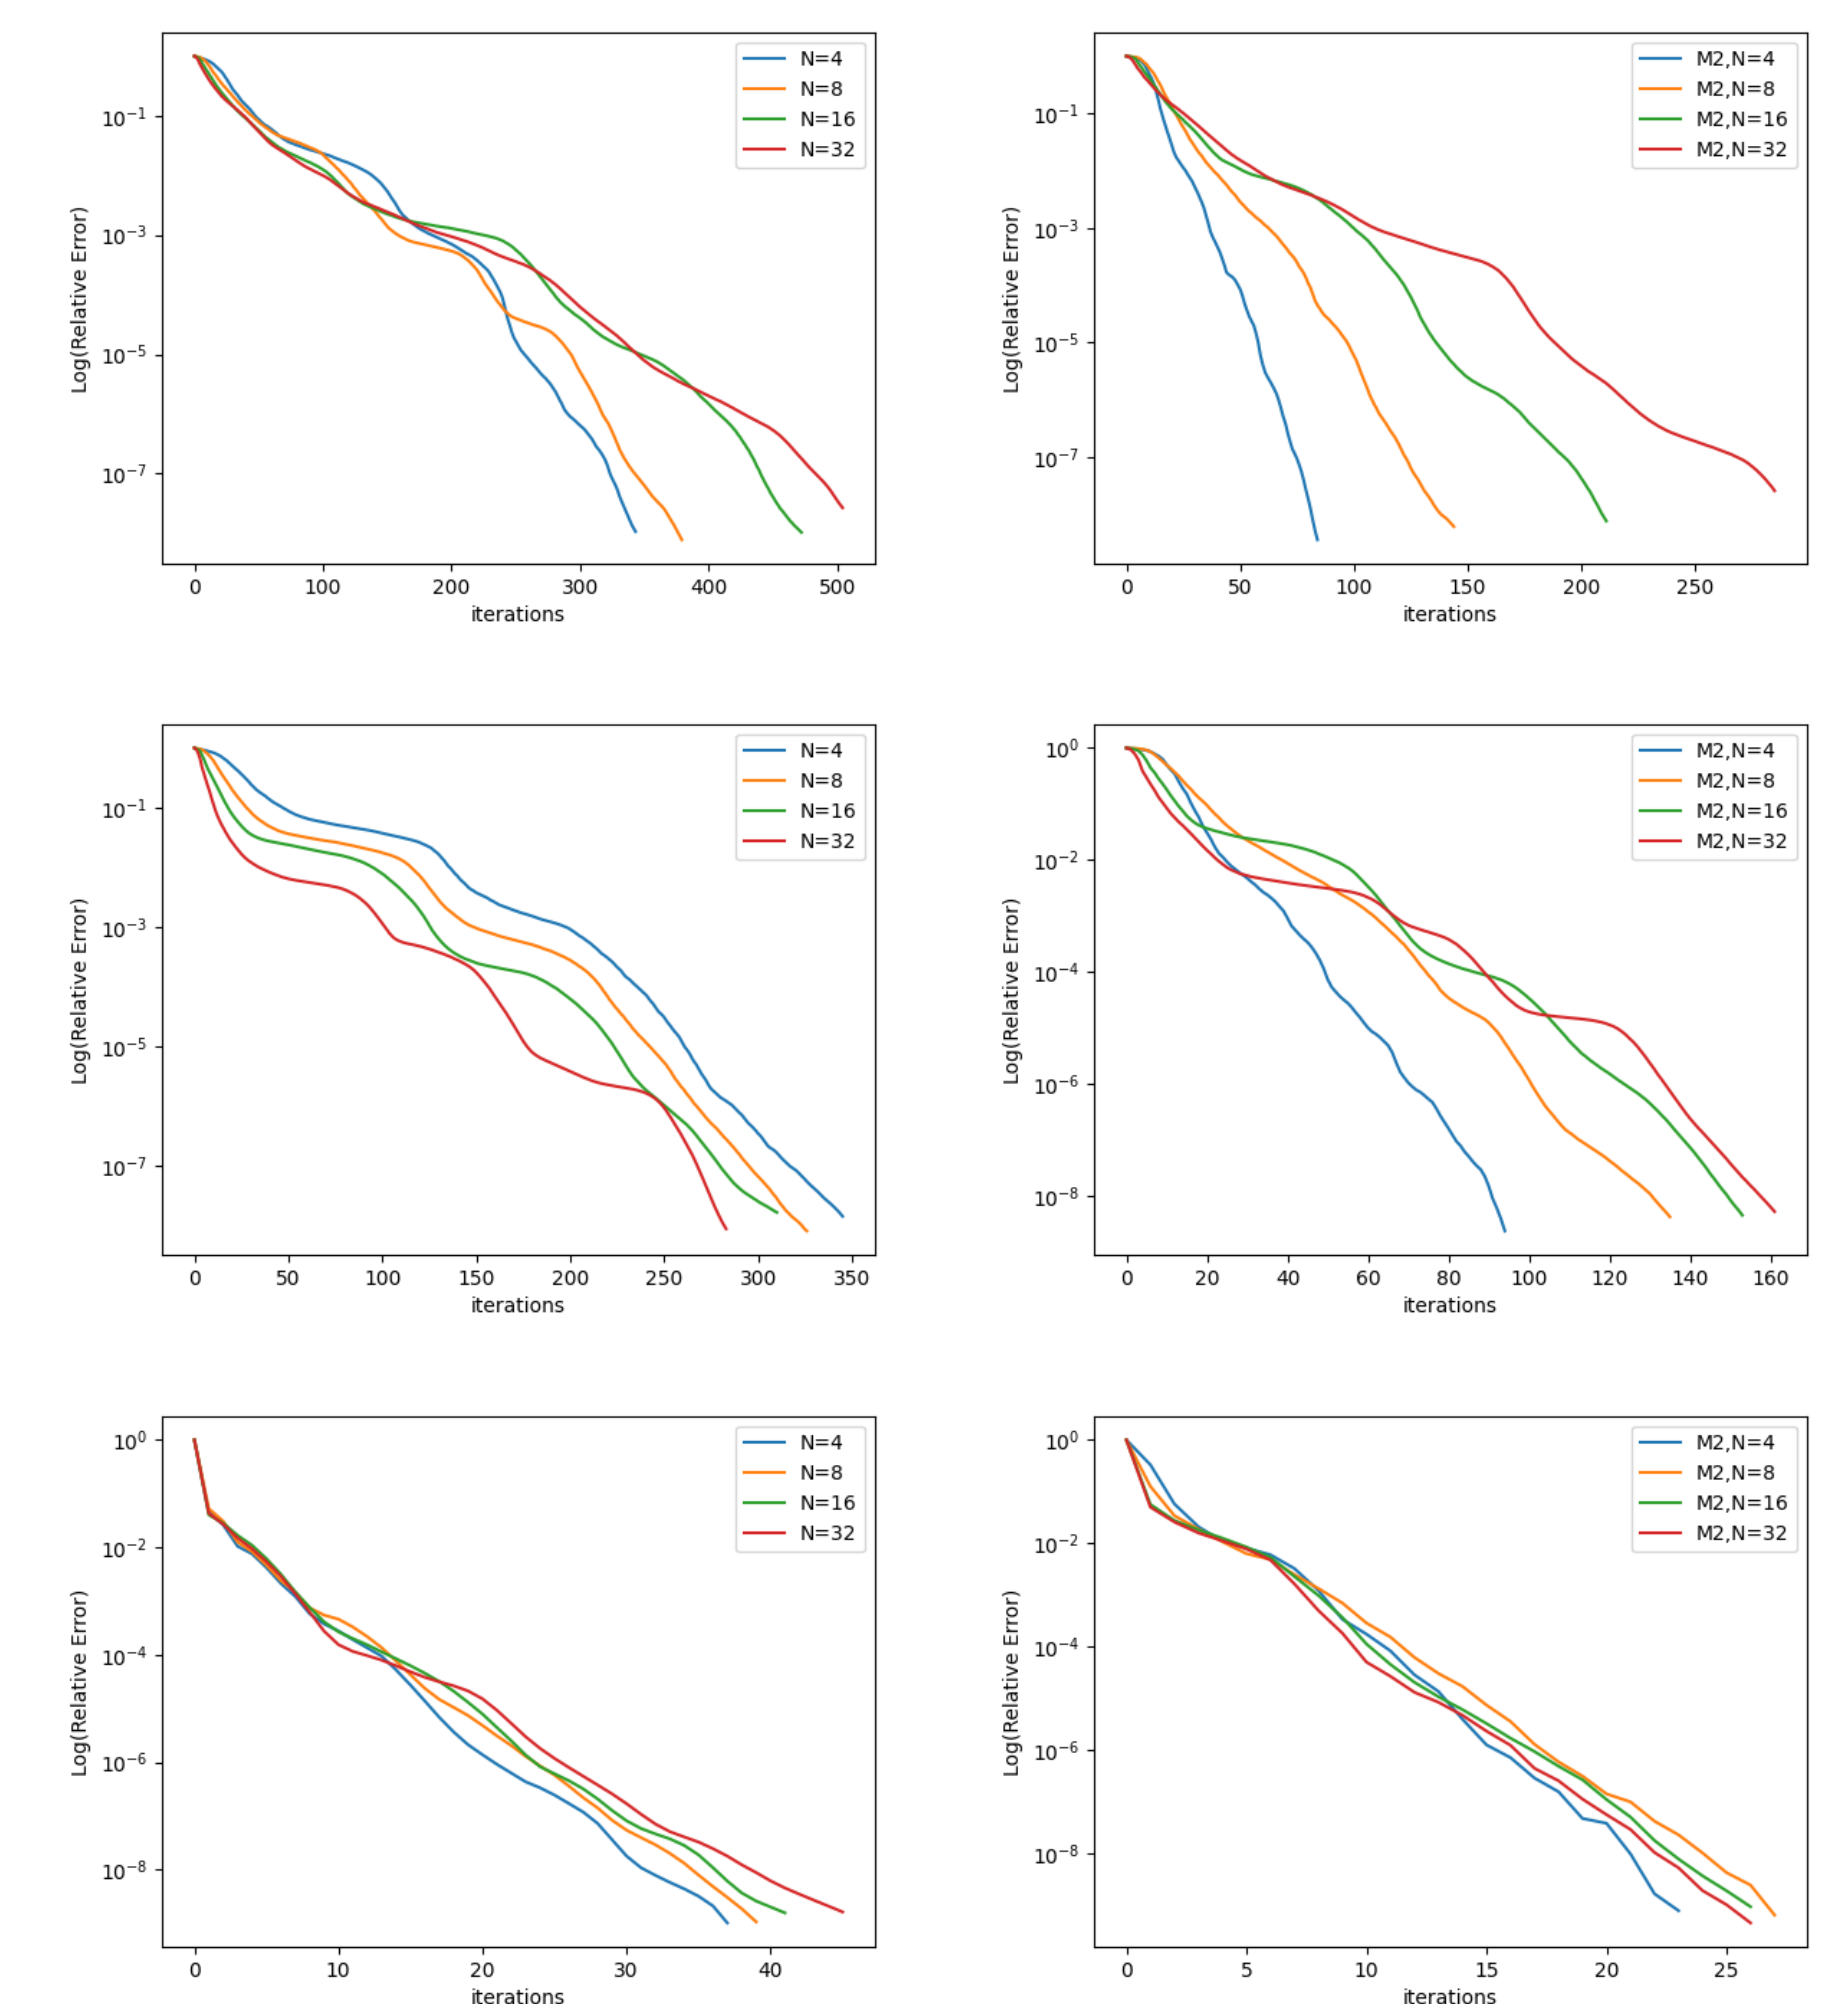 N=4
N=8
N=16
N=32
10⁻¹
10⁻³
10⁻⁵
10⁻⁷
Log(Relative Error)
0 100 200 300 400 500
iterations
M2,N=4
M2,N=8
M2,N=16
M2,N=32
10⁻¹
10⁻³
10⁻⁵
10⁻⁷
Log(Relative Error)
0 50 100 150 200 250
iterations
N=4
N=8
N=16
N=32
10⁻¹
10⁻³
10⁻⁵
10⁻⁷
Log(Relative Error)
0 50 100 150 200 250 300 350
iterations
M2,N=4
M2,N=8
M2,N=16
M2,N=32
10⁰
10⁻²
10⁻⁴
10⁻⁶
10⁻⁸
Log(Relative Error)
0 20 40 60 80 100 120 140 160
iterations
N=4
N=8
N=16
N=32
10⁰
10⁻²
10⁻⁴
10⁻⁶
10⁻⁸
Log(Relative Error)
0 10 20 30 40
iterations
M2,N=4
M2,N=8
M2,N=16
M2,N=32
10⁰
10⁻²
10⁻⁴
10⁻⁶
10⁻⁸
Log(Relative Error)
0 5 10 15 20 25
iterations